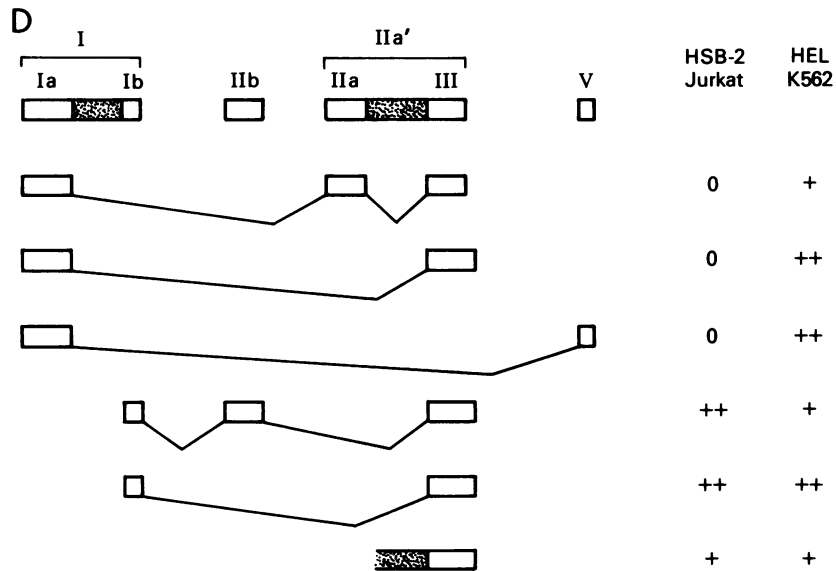 D
I IIa′ HSB-2 HEL
Ia Ib IIb IIa III V Jurkat K562
0 +
0 ++
0 ++
++ +
++ ++
+ +